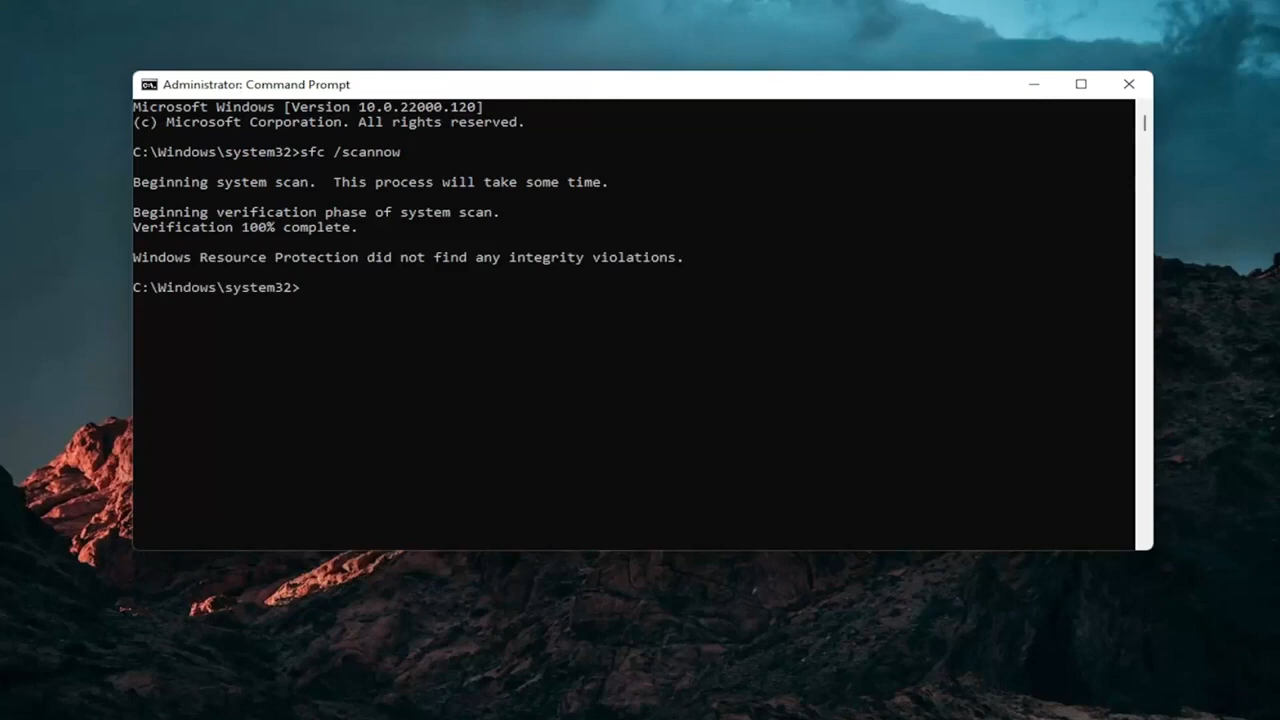 Administrator: Command Prompt
Microsoft Windows [Version 10.0.22000.120]
(c) Microsoft Corporation. All rights reserved.
C:\Windows\system32>sfc /scannow
Beginning system scan.  This process will take some time.
Beginning verification phase of system scan.
Verification 100% complete.
Windows Resource Protection did not find any integrity violations.
C:\Windows\system32>